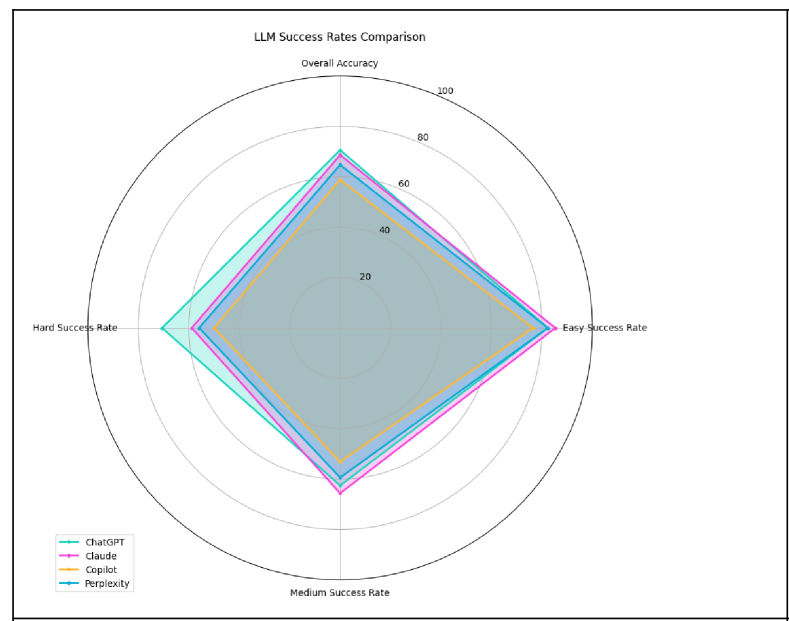 LLM Success Rates Comparison
Overall Accuracy
100
80
60
40
20
Hard Success Rate
Easy Success Rate
ChatGPT
Claude
Copilot
Perplexity
Medium Success Rate